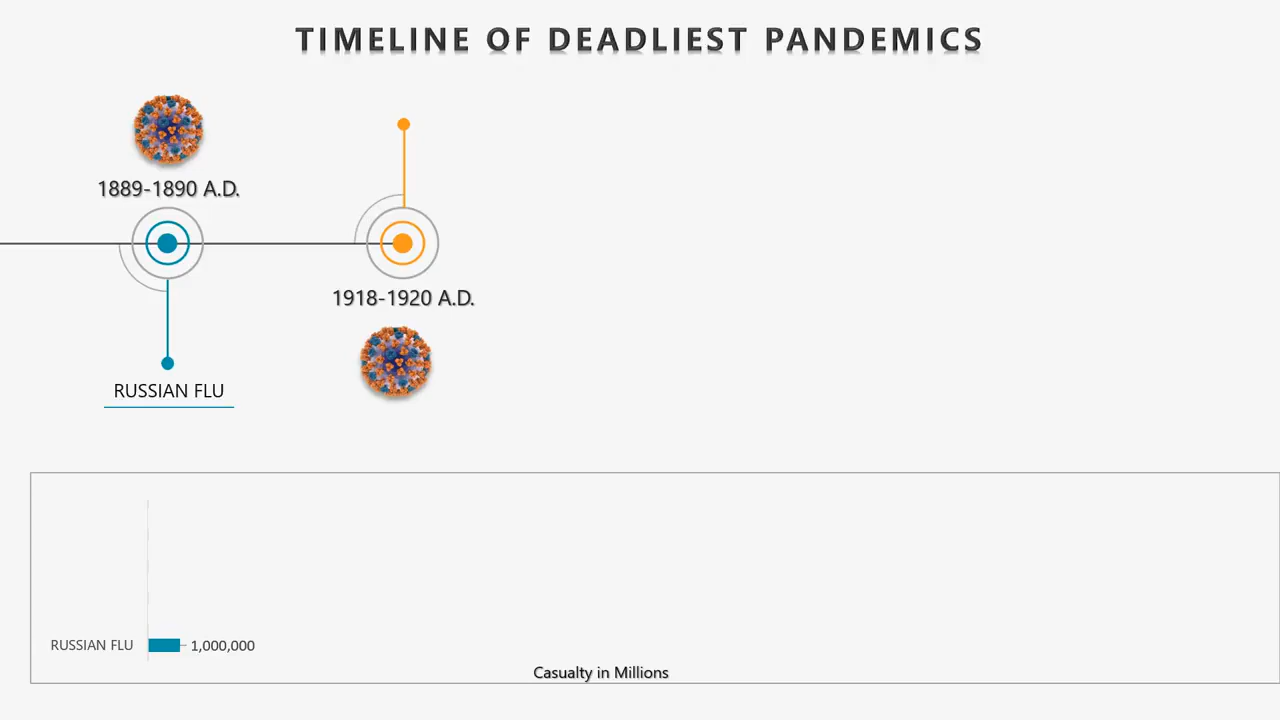 TIMELINE OF DEADLIEST PANDEMICS
1889-1890 A.D.
1918-1920 A.D.
RUSSIAN FLU
RUSSIAN FLU
1,000,000
Casualty in Millions